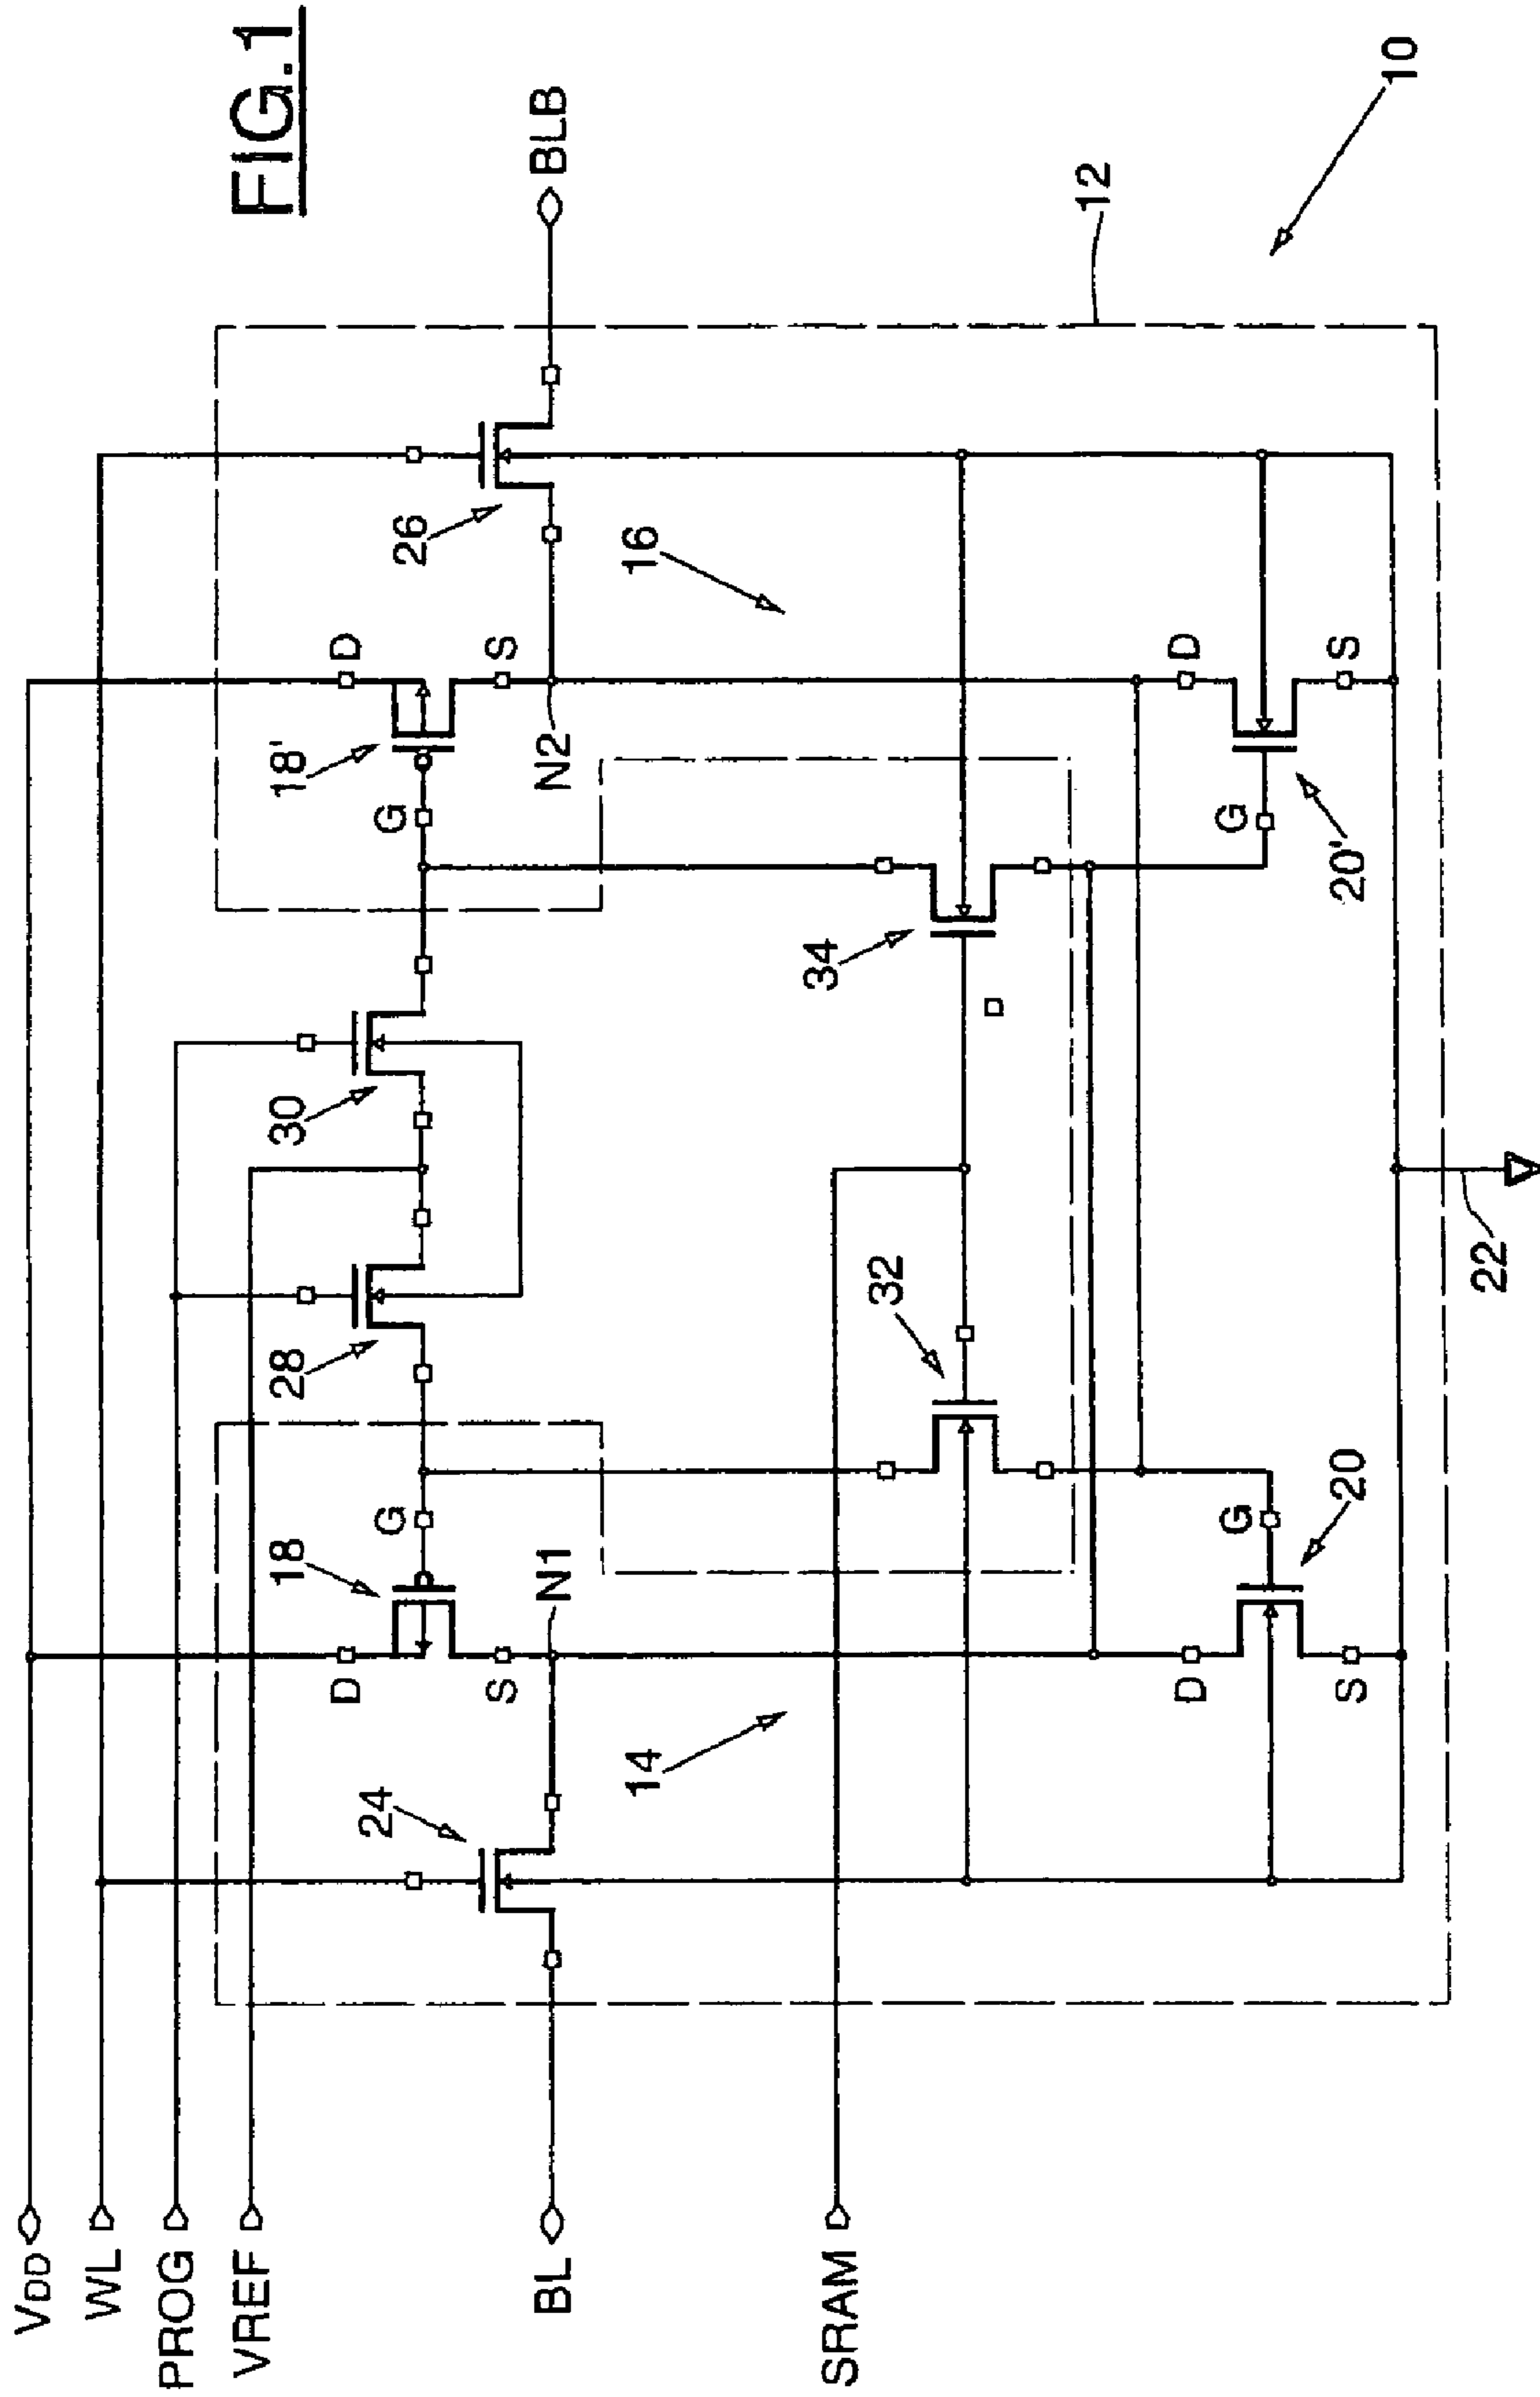 FIG.1
VDD
WL
PROG
VREF
BL
SRAM
BLB
10
12
14
16
18
18'
20
20'
22
24
26
28
30
32
34
N1
N2
D
G
S
D
G
S
D
G
S
D
G
S